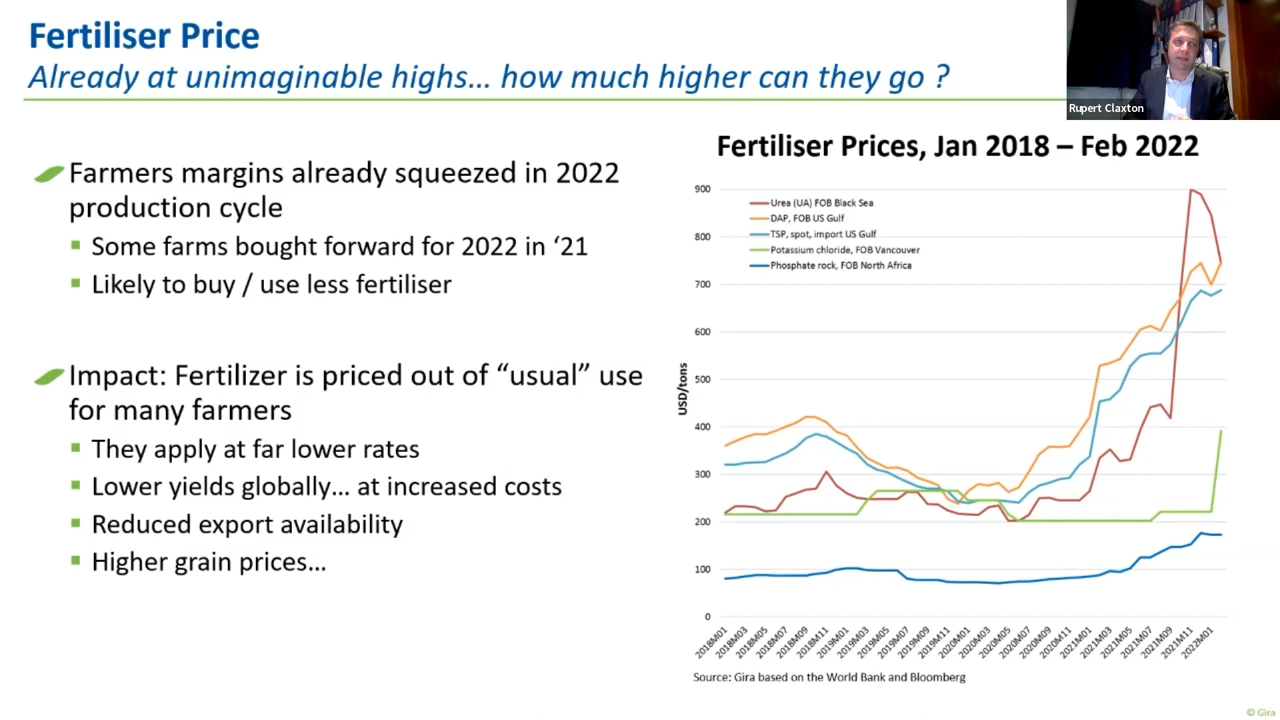 Fertiliser Price
Already at unimaginable highs… how much higher can they go ?
Rupert Claxton
Farmers margins already squeezed in 2022
production cycle
Some farms bought forward for 2022 in ‘21
Likely to buy / use less fertiliser
Impact: Fertilizer is priced out of “usual” use
for many farmers
They apply at far lower rates
Lower yields globally… at increased costs
Reduced export availability
Higher grain prices…
Fertiliser Prices, Jan 2018 – Feb 2022
USD/tons
900
800
700
600
500
400
300
200
100
0
Urea (UA) FOB Black Sea
DAP, FOB US Gulf
TSP, spot, import US Gulf
Potassium chloride, FOB Vancouver
Phosphate rock, FOB North Africa
2018M01
2018M03
2018M05
2018M07
2018M09
2018M11
2019M01
2019M03
2019M05
2019M07
2019M09
2019M11
2020M01
2020M03
2020M05
2020M07
2020M09
2020M11
2021M01
2021M03
2021M05
2021M07
2021M09
2021M11
2022M01
Source: Gira based on the World Bank and Bloomberg
© Gira